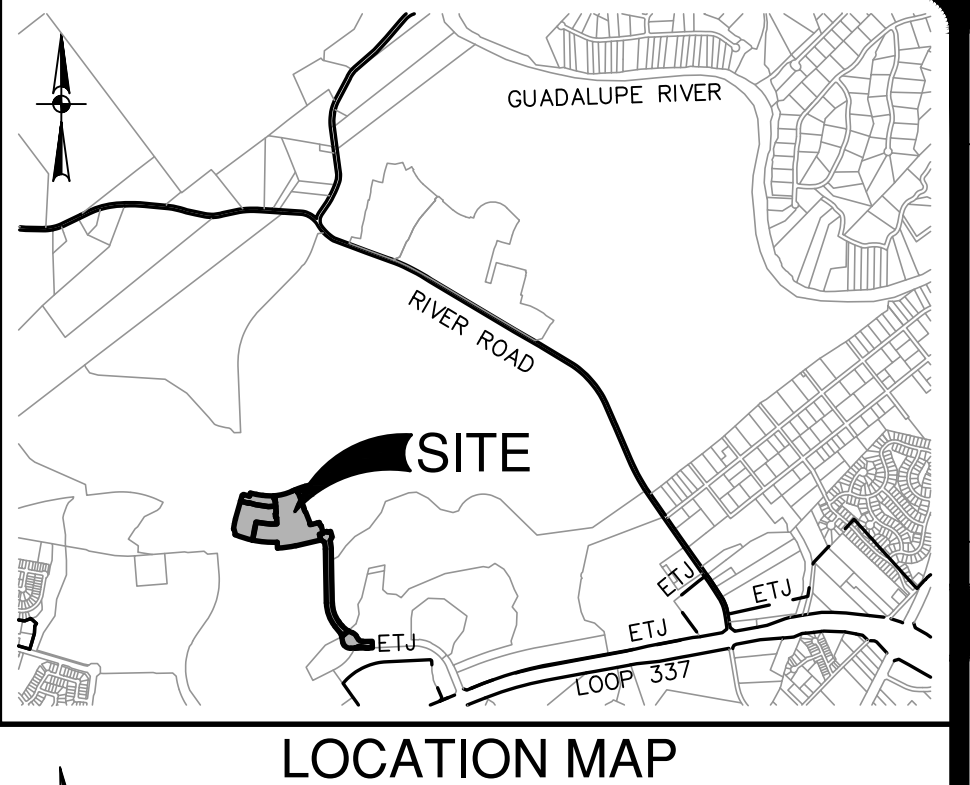 GUADALUPE RIVER
RIVER ROAD
SITE
ETJ
ETJ
ETJ
ETJ
LOOP 337
LOCATION MAP